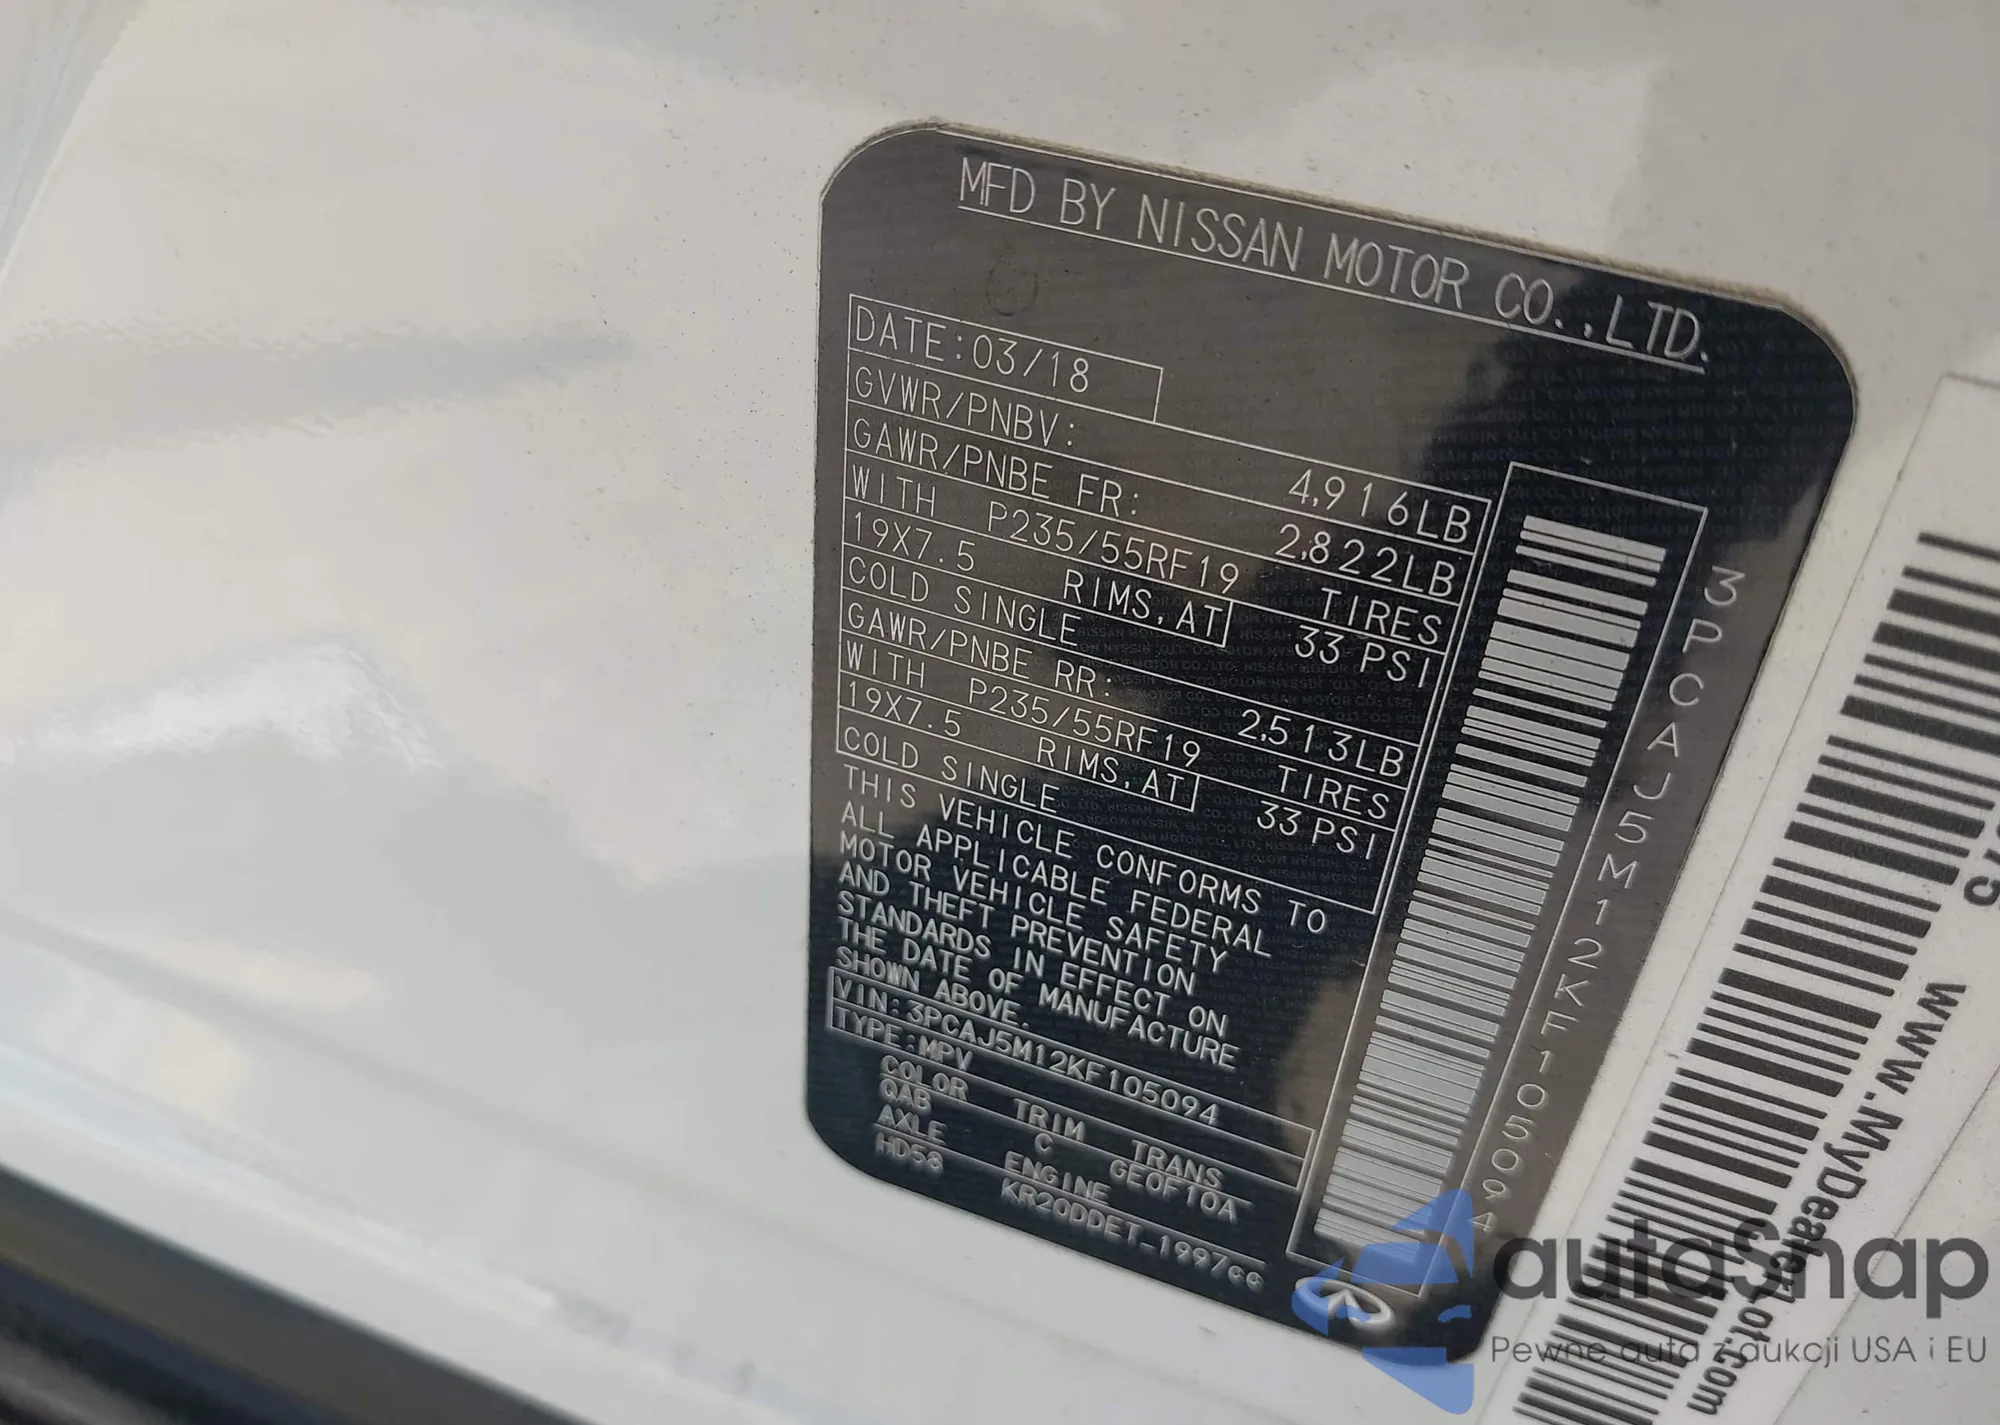 MFD BY NISSAN MOTOR CO.,LTD.
DATE:03/18
GVWR/PNBV: 4,916LB
GAWR/PNBE FR: 2,822LB
WITH P235/55RF19 TIRES
19X7.5 RIMS,AT 33 PSI
COLD SINGLE
GAWR/PNBE RR: 2,513LB
WITH P235/55RF19 TIRES
19X7.5 RIMS,AT 33 PSI
COLD SINGLE
THIS VEHICLE CONFORMS TO
ALL APPLICABLE FEDERAL
MOTOR VEHICLE SAFETY
AND THEFT PREVENTION
STANDARDS IN EFFECT ON
THE DATE OF MANUFACTURE
SHOWN ABOVE.
VIN:3PCAJ5M12KF105094
TYPE:MPV
COLOR TRIM TRANS
QAB C GE0F10A
AXLE ENGINE
HD58 KR20DDET-1997cc
3PCAJ5M12KF105094
www.MyDealerLot.com
autaSnap
Pewne auta z aukcji USA i EU